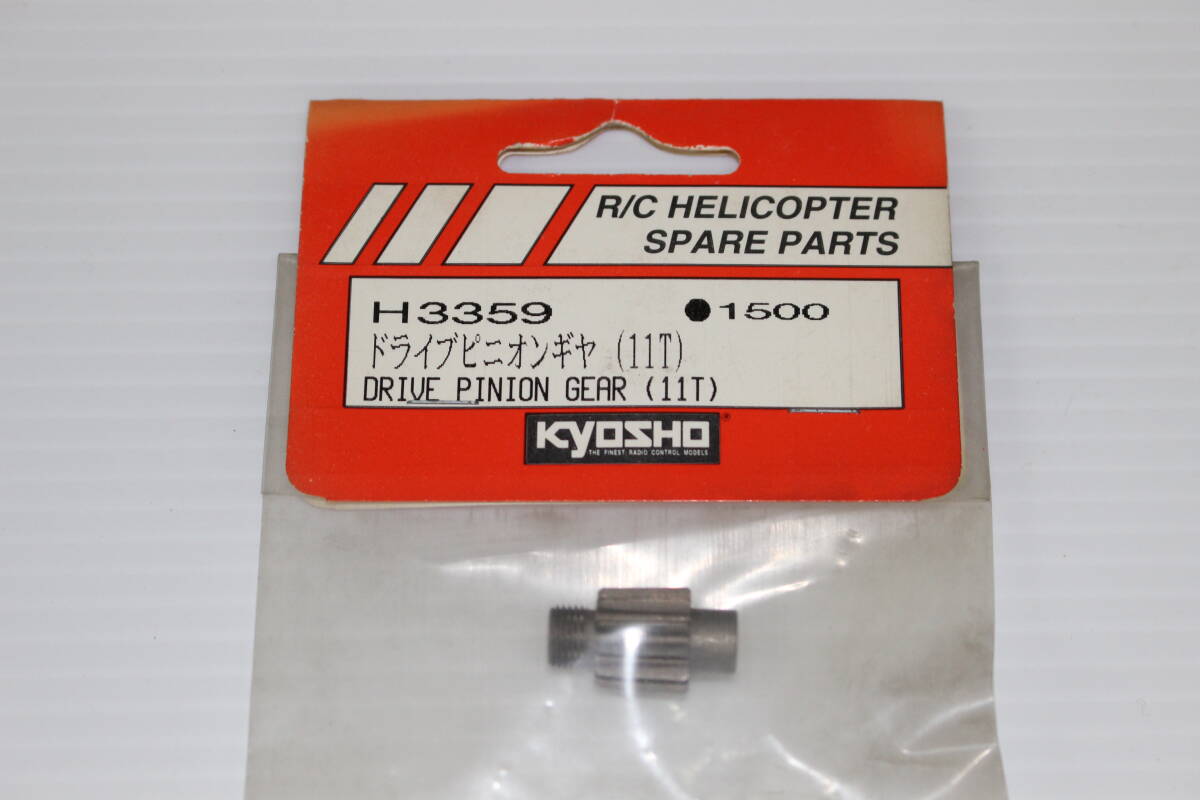 R/C HELICOPTER
SPARE PARTS
H3359 ●1500
ドライブピニオンギヤ (11T)
DRIVE PINION GEAR (11T)
KYOSHO®
THE FINEST RADIO CONTROL MODELS